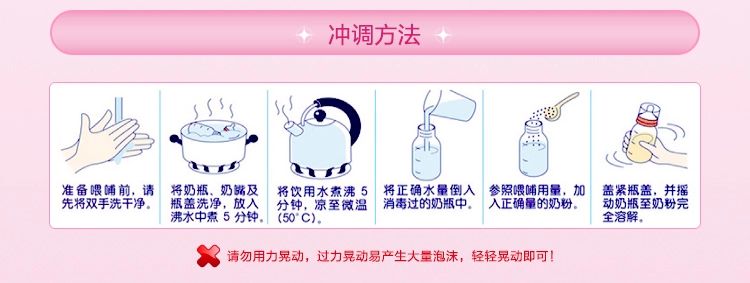 冲调方法
准备喂哺前，请
先将双手洗干净。
将奶瓶、奶嘴及
瓶盖洗净，放入
沸水中煮 5 分钟。
将饮用水煮沸 5
分钟，凉至微温
(50℃)。
将正确水量倒入
消毒过的奶瓶中。
参照喂哺用量，加
入正确量的奶粉。
盖紧瓶盖，并摇
动奶瓶至奶粉完
全溶解。
请勿用力晃动，过力晃动易产生大量泡沫，轻轻晃动即可！